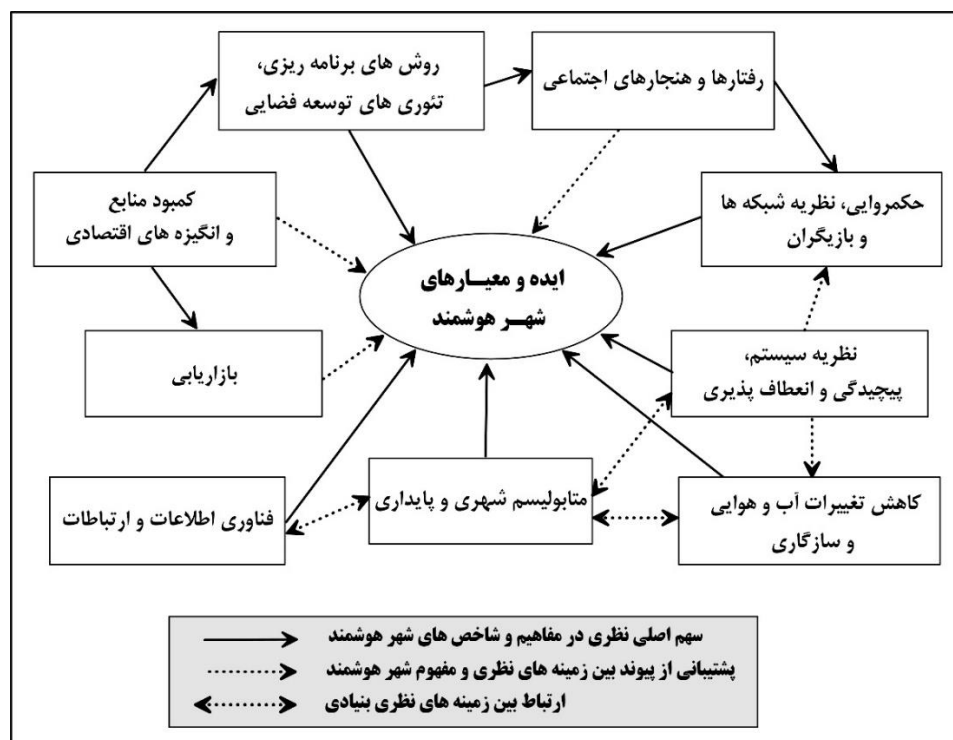 روش های برنامه ریزی،
تئوری های توسعه فضایی
رفتارها و هنجارهای اجتماعی
کمبود منابع
و انگیزه های اقتصادی
حکمروایی، نظریه شبکه ها
و بازیگران
ایده و معیــارهای
شهــر هوشمند
بازاریابی
نظریه سیستم،
پیچیدگی و انعطاف پذیری
فناوری اطلاعات و ارتباطات
متابولیسم شهری و پایداری
کاهش تغییرات آب و هوایی
و سازگاری
سهم اصلی نظری در مفاهیم و شاخص های شهر هوشمند
پشتیبانی از پیوند بین زمینه های نظری و مفهوم شهر هوشمند
ارتباط بین زمینه های نظری بنیادی